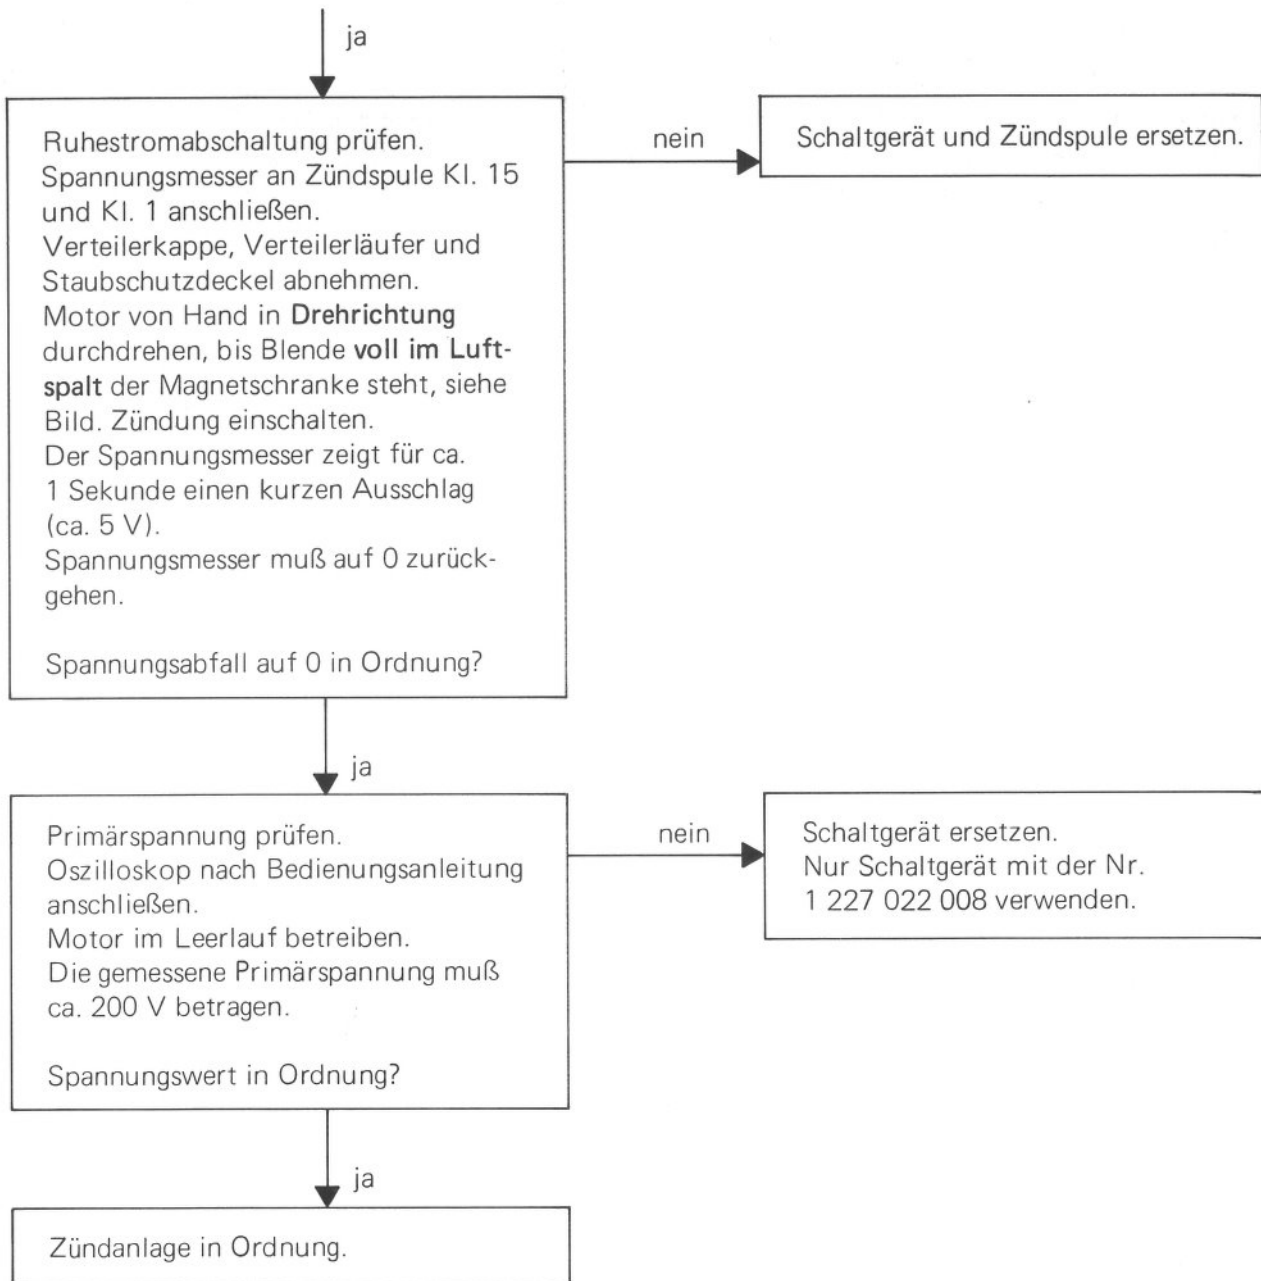 ja
Ruhestromabschaltung prüfen.
Spannungsmesser an Zündspule Kl. 15
und Kl. 1 anschließen.
Verteilerkappe, Verteilerläufer und
Staubschutzdeckel abnehmen.
Motor von Hand in Drehrichtung
durchdrehen, bis Blende voll im Luft-
spalt der Magnetschranke steht, siehe
Bild. Zündung einschalten.
Der Spannungsmesser zeigt für ca.
1 Sekunde einen kurzen Ausschlag
(ca. 5 V).
Spannungsmesser muß auf 0 zurück-
gehen.
Spannungsabfall auf 0 in Ordnung?
nein
Schaltgerät und Zündspule ersetzen.
ja
Primärspannung prüfen.
Oszilloskop nach Bedienungsanleitung
anschließen.
Motor im Leerlauf betreiben.
Die gemessene Primärspannung muß
ca. 200 V betragen.
Spannungswert in Ordnung?
nein
Schaltgerät ersetzen.
Nur Schaltgerät mit der Nr.
1 227 022 008 verwenden.
ja
Zündanlage in Ordnung.